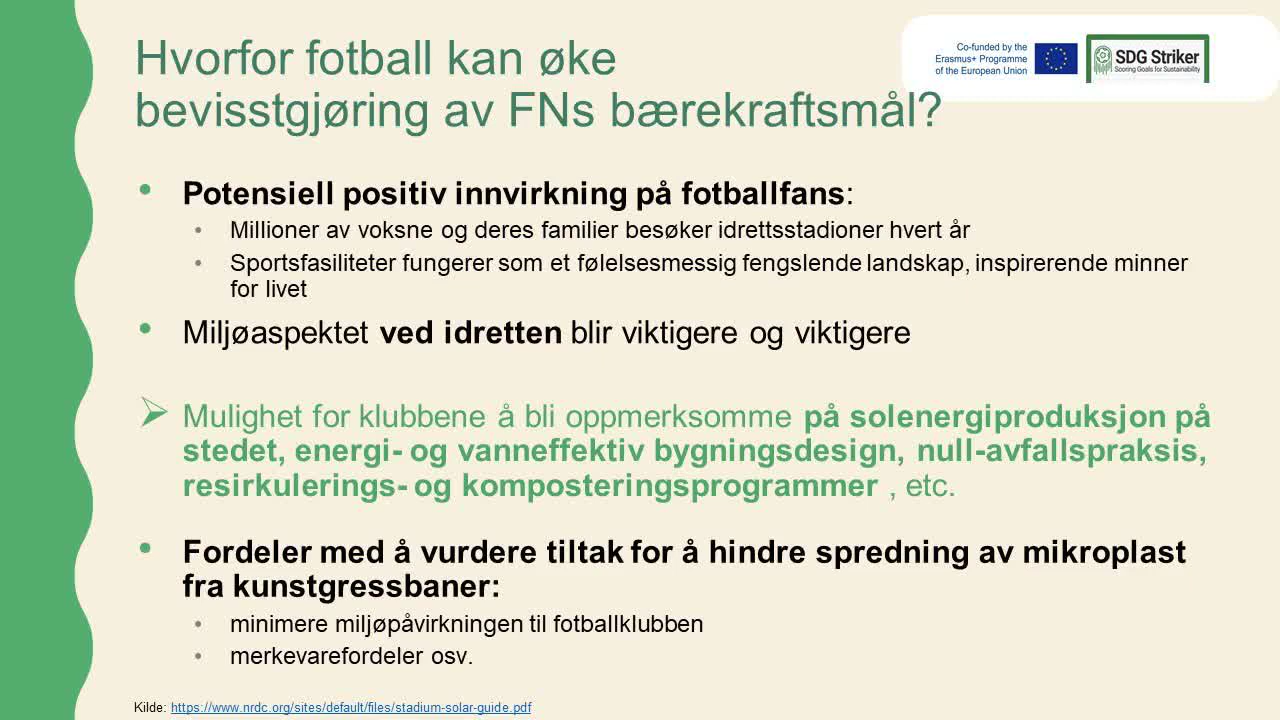 Hvorfor fotball kan øke
bevisstgjøring av FNs bærekraftsmål?
Co-funded by the
Erasmus+ Programme
of the European Union
SDG Striker
Scoring Goals for Sustainability
• Potensiell positiv innvirkning på fotballfans:
• Millioner av voksne og deres familier besøker idrettsstadioner hvert år
• Sportsfasiliteter fungerer som et følelsesmessig fengslende landskap, inspirerende minner
for livet
• Miljøaspektet ved idretten blir viktigere og viktigere
➢ Mulighet for klubbene å bli oppmerksomme på solenergiproduksjon på
stedet, energi- og vanneffektiv bygningsdesign, null-avfallspraksis,
resirkulerings- og komposteringsprogrammer , etc.
• Fordeler med å vurdere tiltak for å hindre spredning av mikroplast
fra kunstgressbaner:
• minimere miljøpåvirkningen til fotballklubben
• merkevarefordeler osv.
Kilde: https://www.nrdc.org/sites/default/files/stadium-solar-guide.pdf